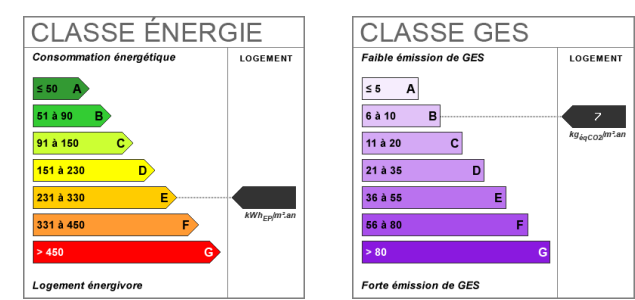 CLASSE ÉNERGIE
Consommation énergétique
LOGEMENT
≤ 50 A
51 à 90 B
91 à 150 C
151 à 230 D
231 à 330 E
kWhEP/m².an
331 à 450 F
> 450 G
Logement énergivore
CLASSE GES
Faible émission de GES
LOGEMENT
≤ 5 A
6 à 10 B
7
kgéqCO2/m².an
11 à 20 C
21 à 35 D
36 à 55 E
56 à 80 F
> 80 G
Forte émission de GES